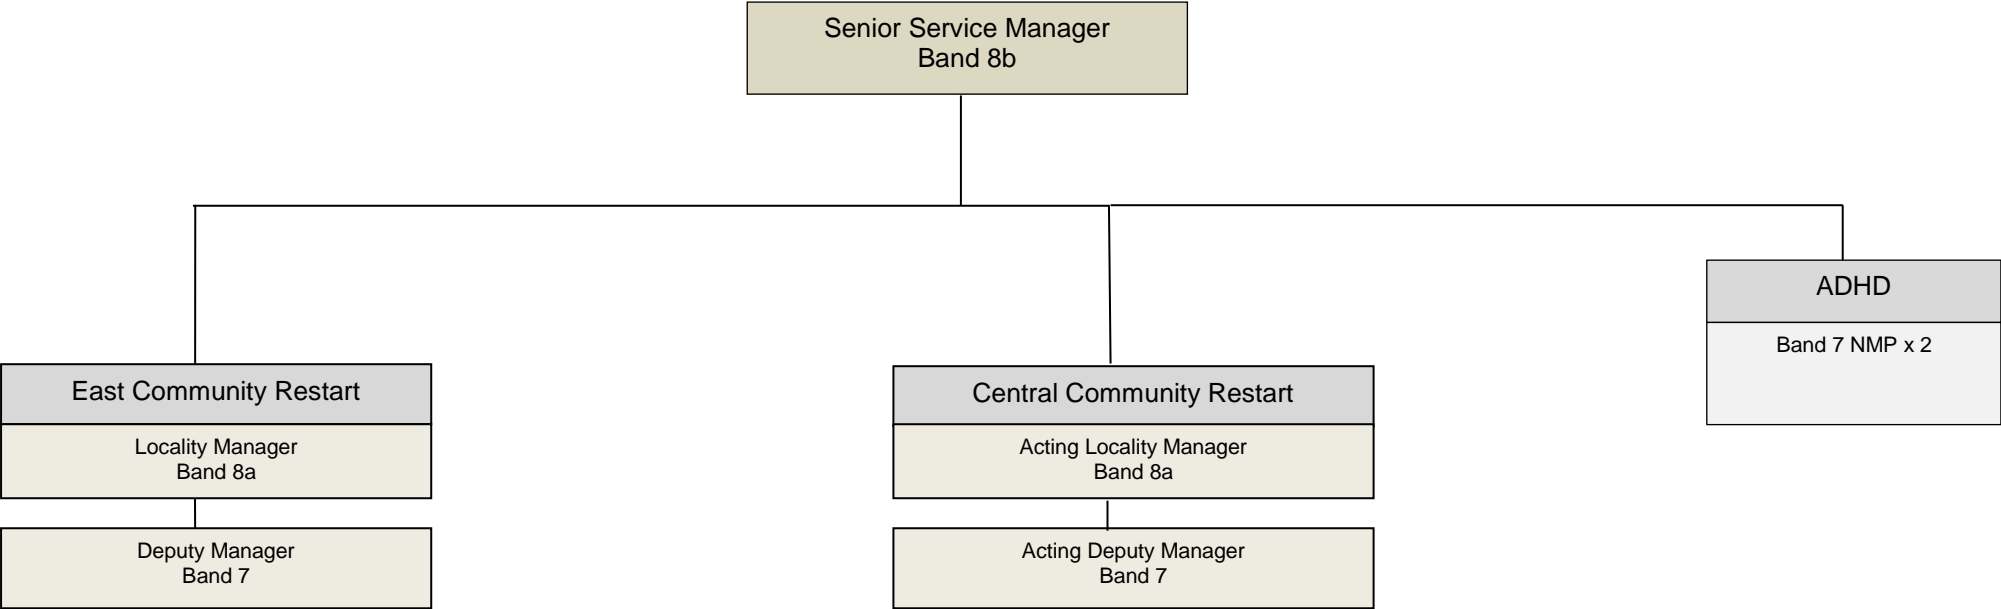 Senior Service Manager
Band 8b
ADHD
Band 7 NMP x 2
East Community Restart
Locality Manager
Band 8a
Deputy Manager
Band 7
Central Community Restart
Acting Locality Manager
Band 8a
Acting Deputy Manager
Band 7